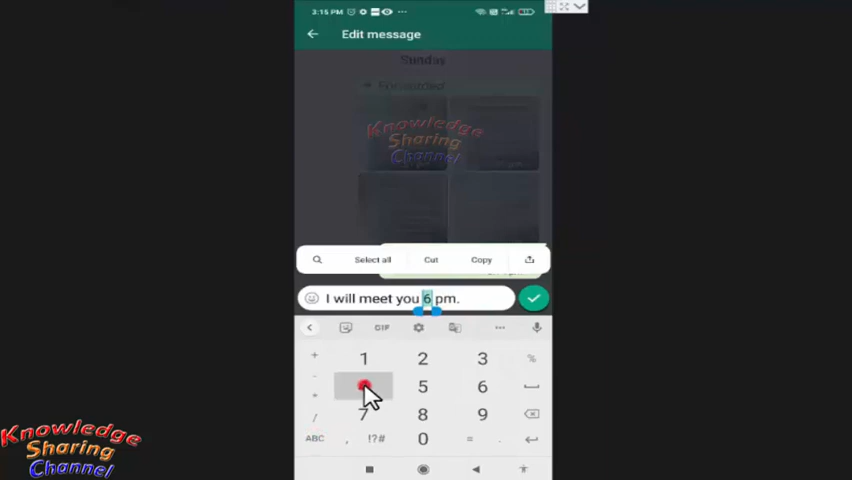 3:15 PM
Edit message
Sunday
Forwarded
Knowledge
Sharing
Channel
Select all Cut Copy
I will meet you 6 pm.
GIF
+ 1 2 3 %
- 5 6
* 7 8 9
/
ABC , !?# 0 = .
Knowledge
Sharing
Channel